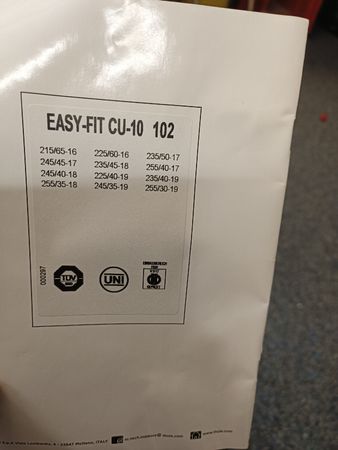 EASY-FIT CU-10 102
215/65-16 225/60-16 235/50-17
245/45-17 235/45-18 255/40-17
245/40-18 225/40-19 235/40-19
255/35-18 245/35-19 255/30-19
000297
TÜV
UNI
ITALY